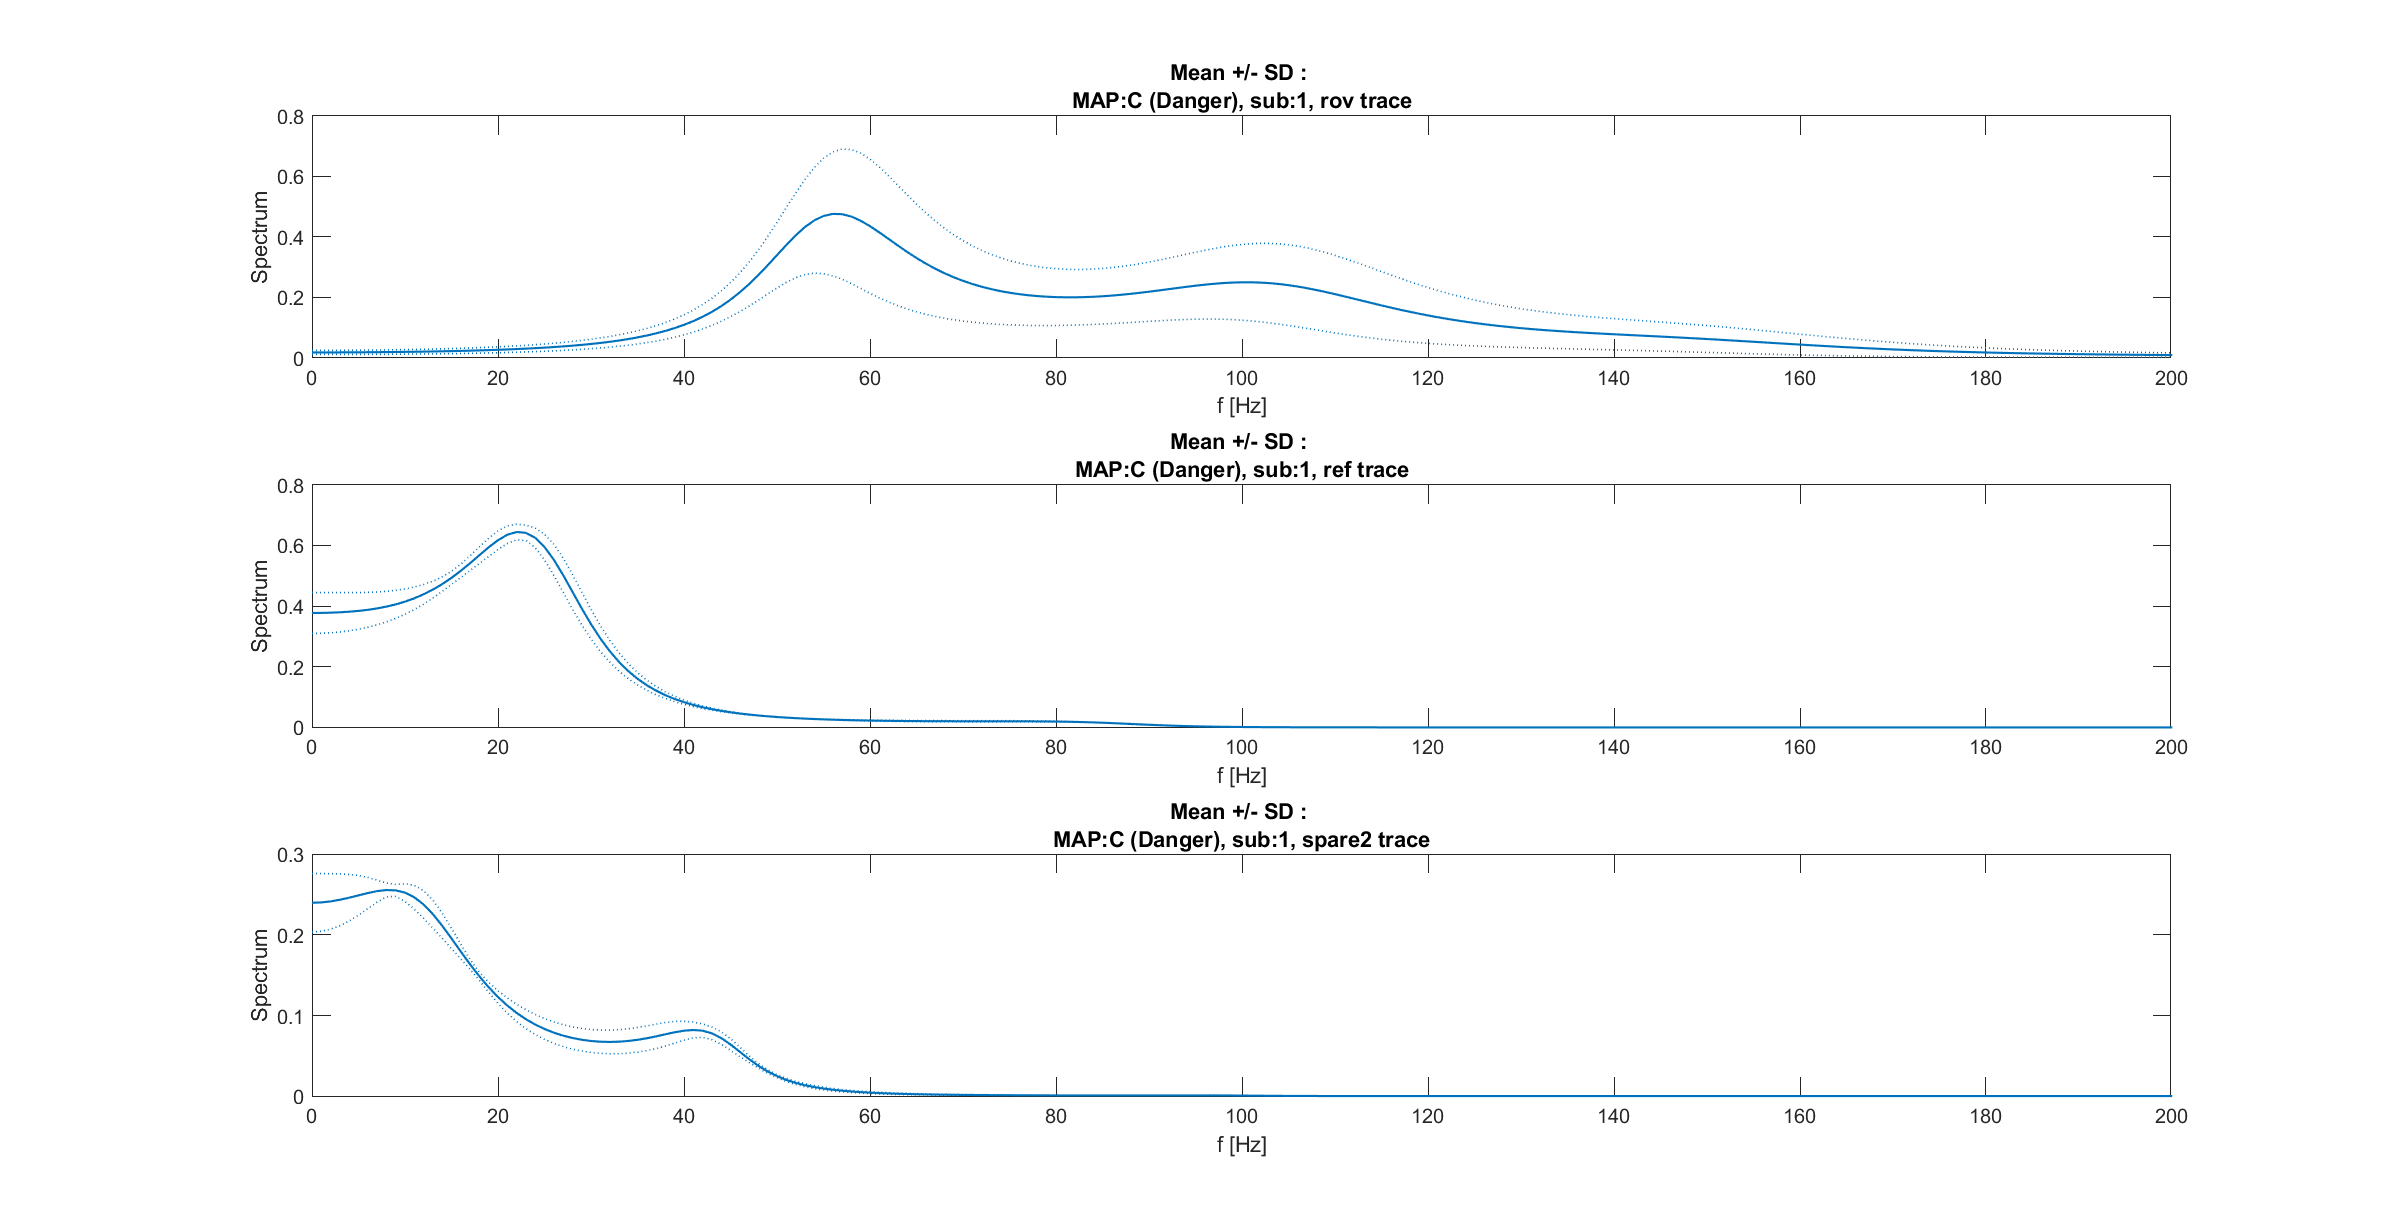 Mean +/- SD :
MAP:C (Danger), sub:1, rov trace
0.8
0.6
0.4
0.2
0
Spectrum
0 20 40 60 80 100 120 140 160 180 200
f [Hz]
Mean +/- SD :
MAP:C (Danger), sub:1, ref trace
0.8
0.6
0.4
0.2
0
Spectrum
0 20 40 60 80 100 120 140 160 180 200
f [Hz]
Mean +/- SD :
MAP:C (Danger), sub:1, spare2 trace
0.3
0.2
0.1
0
Spectrum
0 20 40 60 80 100 120 140 160 180 200
f [Hz]